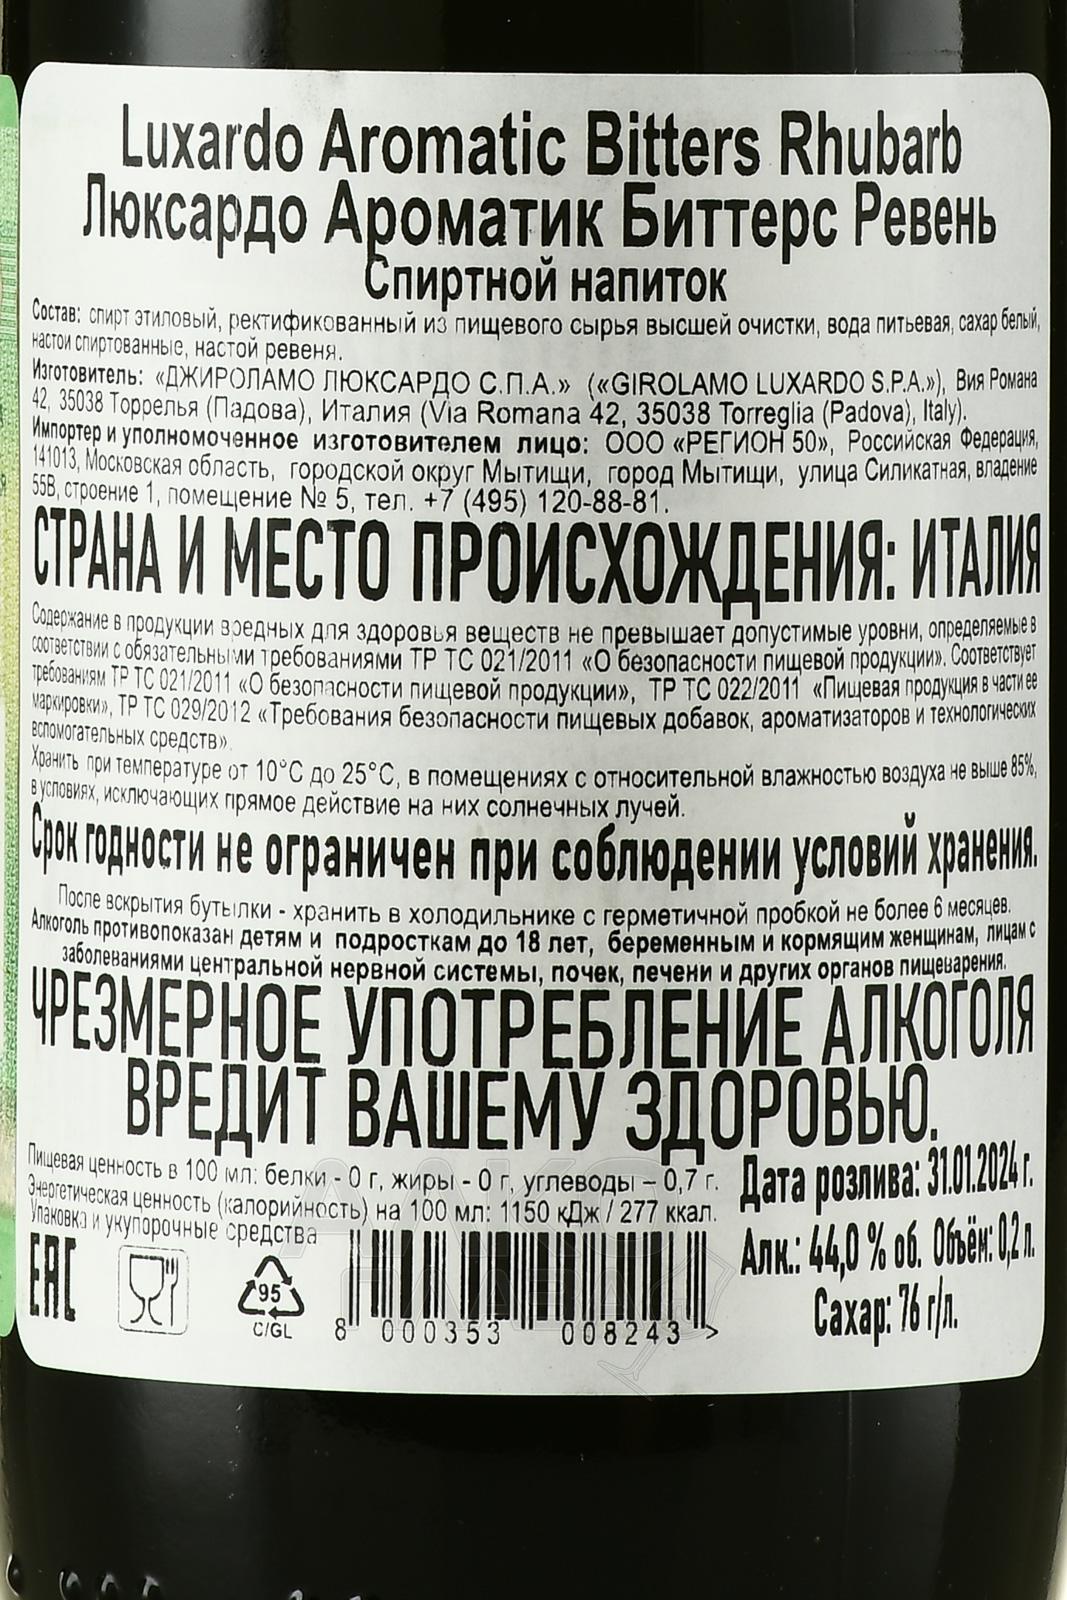 Luxardo Aromatic Bitters Rhubarb
Люксардо Ароматик Биттерс Ревень
Спиртной напиток
Состав: спирт этиловый, ректификованный из пищевого сырья высшей очистки, вода питьевая, сахар белый,
настои спиртованные, настой ревеня.
Изготовитель: «ДЖИРОЛАМО ЛЮКСАРДО С.П.А.» («GIROLAMO LUXARDO S.P.A.»), Вия Романа
42, 35038 Торрелья (Падова), Италия (Via Romana 42, 35038 Torreglia (Padova), Italy).
Импортер и уполномоченное изготовителем лицо: ООО «РЕГИОН 50», Российская Федерация,
141013, Московская область, городской округ Мытищи, город Мытищи, улица Силикатная, владение
55В, строение 1, помещение № 5, тел. +7 (495) 120-88-81.
СТРАНА И МЕСТО ПРОИСХОЖДЕНИЯ: ИТАЛИЯ
Содержание в продукции вредных для здоровья веществ не превышает допустимые уровни, определяемые в
соответствии с обязательными требованиями ТР ТС 021/2011 «О безопасности пищевой продукции». Соответствует
требованиям ТР ТС 021/2011 «О безопасности пищевой продукции», ТР ТС 022/2011 «Пищевая продукция в части ее
маркировки», ТР ТС 029/2012 «Требования безопасности пищевых добавок, ароматизаторов и технологических
вспомогательных средств»
Хранить при температуре от 10°С до 25°С, в помещениях с относительной влажностью воздуха не выше 85%,
в условиях, исключающих прямое действие на них солнечных лучей.
Срок годности не ограничен при соблюдении условий хранения.
После вскрытия бутылки - хранить в холодильнике с герметичной пробкой не более 6 месяцев.
Алкоголь противопоказан детям и подросткам до 18 лет, беременным и кормящим женщинам, лицам с
заболеваниями центральной нервной системы, почек, печени и других органов пищеварения.
ЧРЕЗМЕРНОЕ УПОТРЕБЛЕНИЕ АЛКОГОЛЯ
ВРЕДИТ ВАШЕМУ ЗДОРОВЬЮ.
Пищевая ценность в 100 мл: белки - 0 г, жиры - 0 г, углеводы – 0,7 г.
Энергетическая ценность (калорийность) на 100 мл: 1150 кДж / 277 ккал.
Упаковка и укупорочные средства
Дата розлива: 31.01.2024 г.
Алк.: 44,0 % об. Объём: 0,2 л.
Сахар: 76 г/л.
ЕАС
95
C/GL
8 000353 008243 >